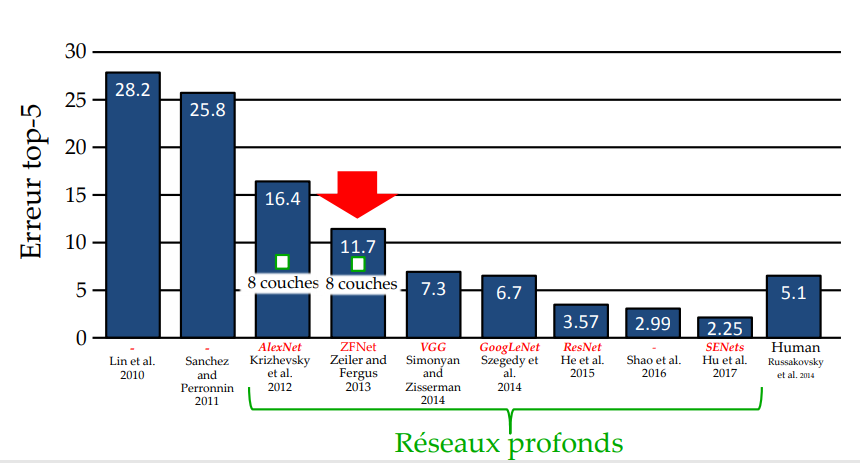 Erreur top-5
30
25
20
15
10
5
0
28.2
25.8
16.4
11.7
7.3
6.7
3.57
2.99
2.25
5.1
8 couches
8 couches
-
Lin et al.
2010
-
Sanchez
and
Perronnin
2011
AlexNet
Krizhevsky
et al.
2012
ZFNet
Zeiler and
Fergus
2013
VGG
Simonyan
and
Zisserman
2014
GoogLeNet
Szegedy et
al.
2014
ResNet
He et al.
2015
-
Shao et al.
2016
SENets
Hu et al.
2017
Human
Russakovsky
et al. 2014
Réseaux profonds